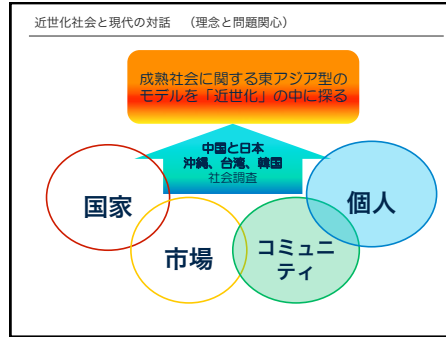 近世化社会と現代の対話　（理念と問題関心）
成熟社会に関する東アジア型の
モデルを「近世化」の中に探る
中国と日本
沖縄、台湾、韓国
社会調査
国家
市場
コミュニ
ティ
個人